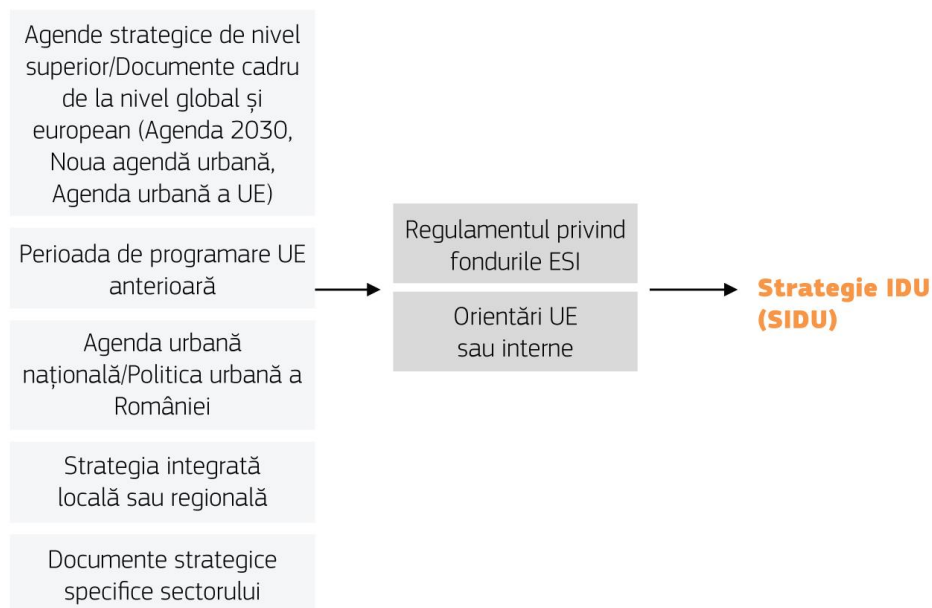 Agende strategice de nivel
superior/Documente cadru
de la nivel global și
european (Agenda 2030,
Noua agendă urbană,
Agenda urbană a UE)
Perioada de programare UE
anterioară
Agenda urbană
națională/Politica urbană a
României
Strategia integrată
locală sau regională
Documente strategice
specifice sectorului
Regulamentul privind
fondurile ESI
Orientări UE
sau interne
Strategie IDU
(SIDU)